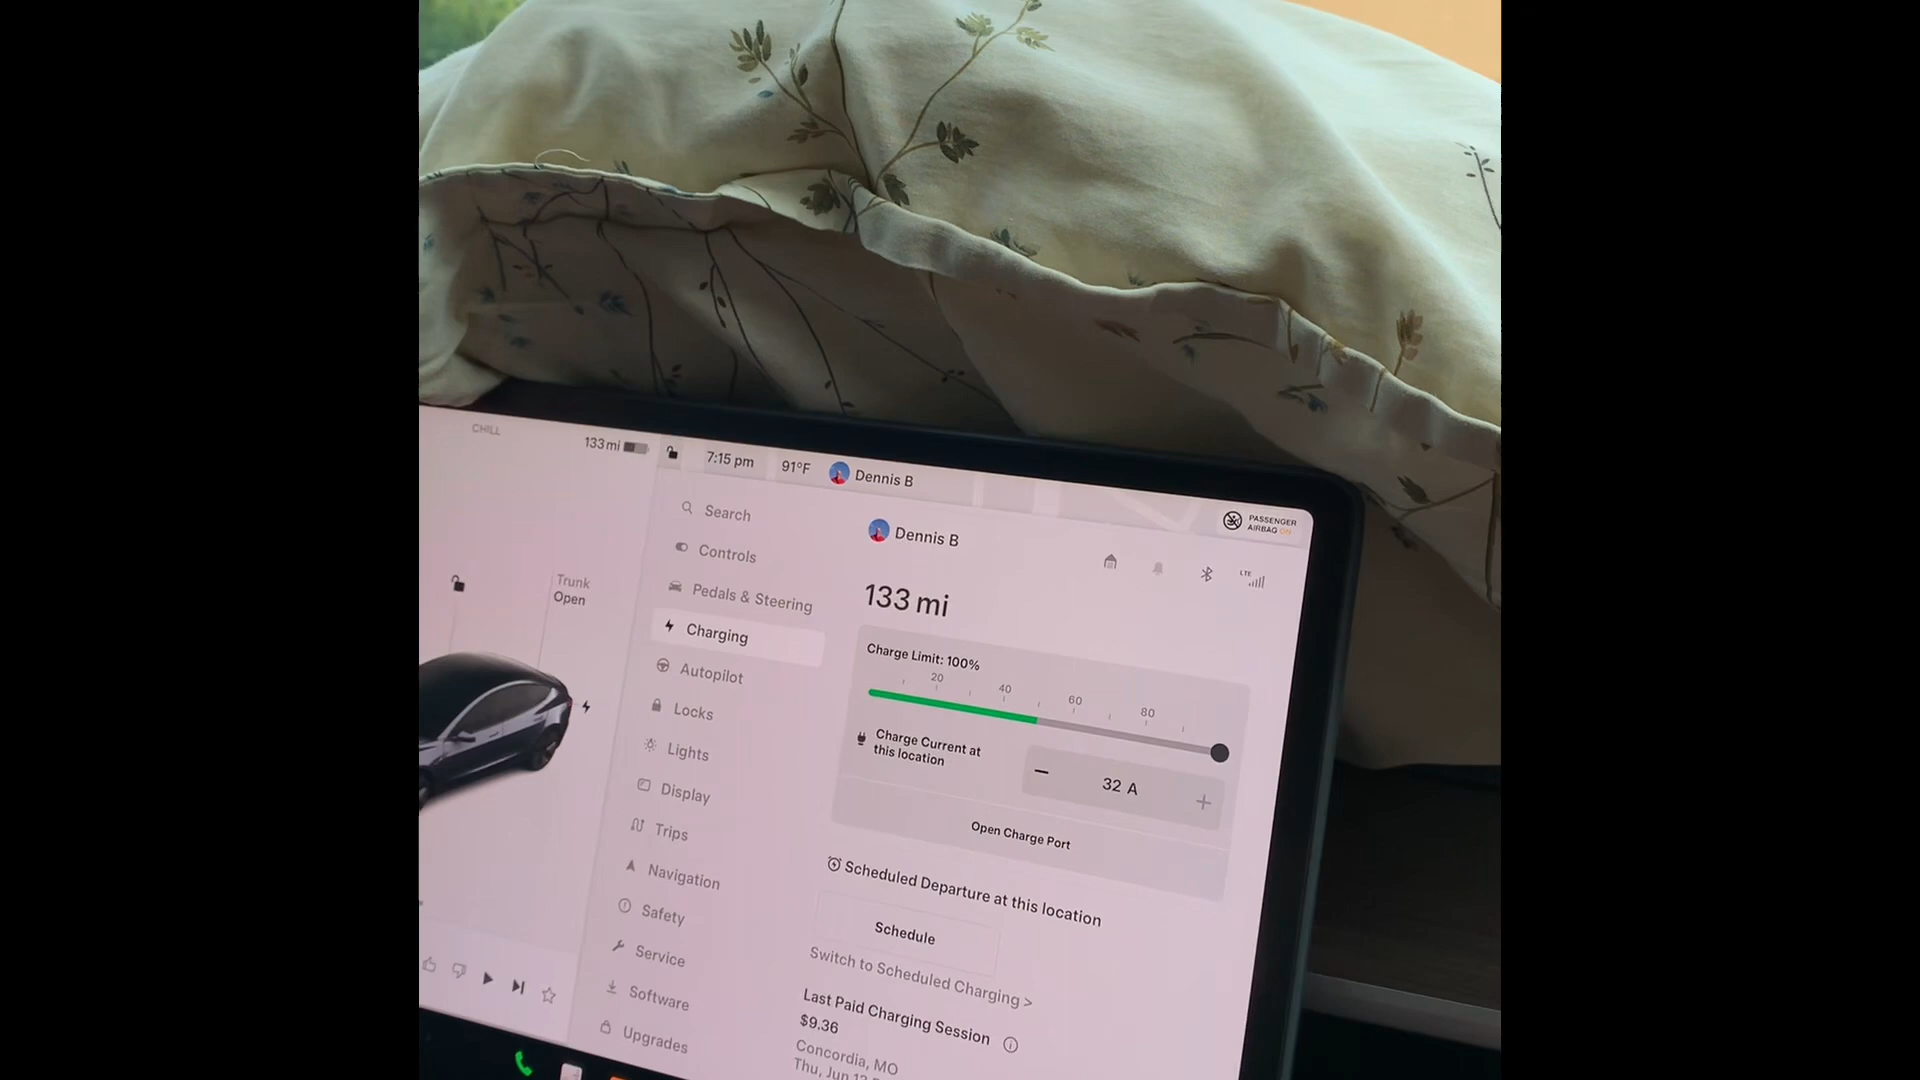 CHILL
133 mi
7:15 pm
91°F
Dennis B
PASSENGER
AIRBAG ON
Search
Controls
Pedals & Steering
Charging
Autopilot
Locks
Lights
Display
Trips
Navigation
Safety
Service
Software
Upgrades
Trunk
Open
Dennis B
LTE
133 mi
Charge Limit: 100%
20
40
60
80
Charge Current at
this location
32 A
Open Charge Port
Scheduled Departure at this location
Schedule
Switch to Scheduled Charging >
Last Paid Charging Session
$9.36
Concordia, MO
Thu, Jun